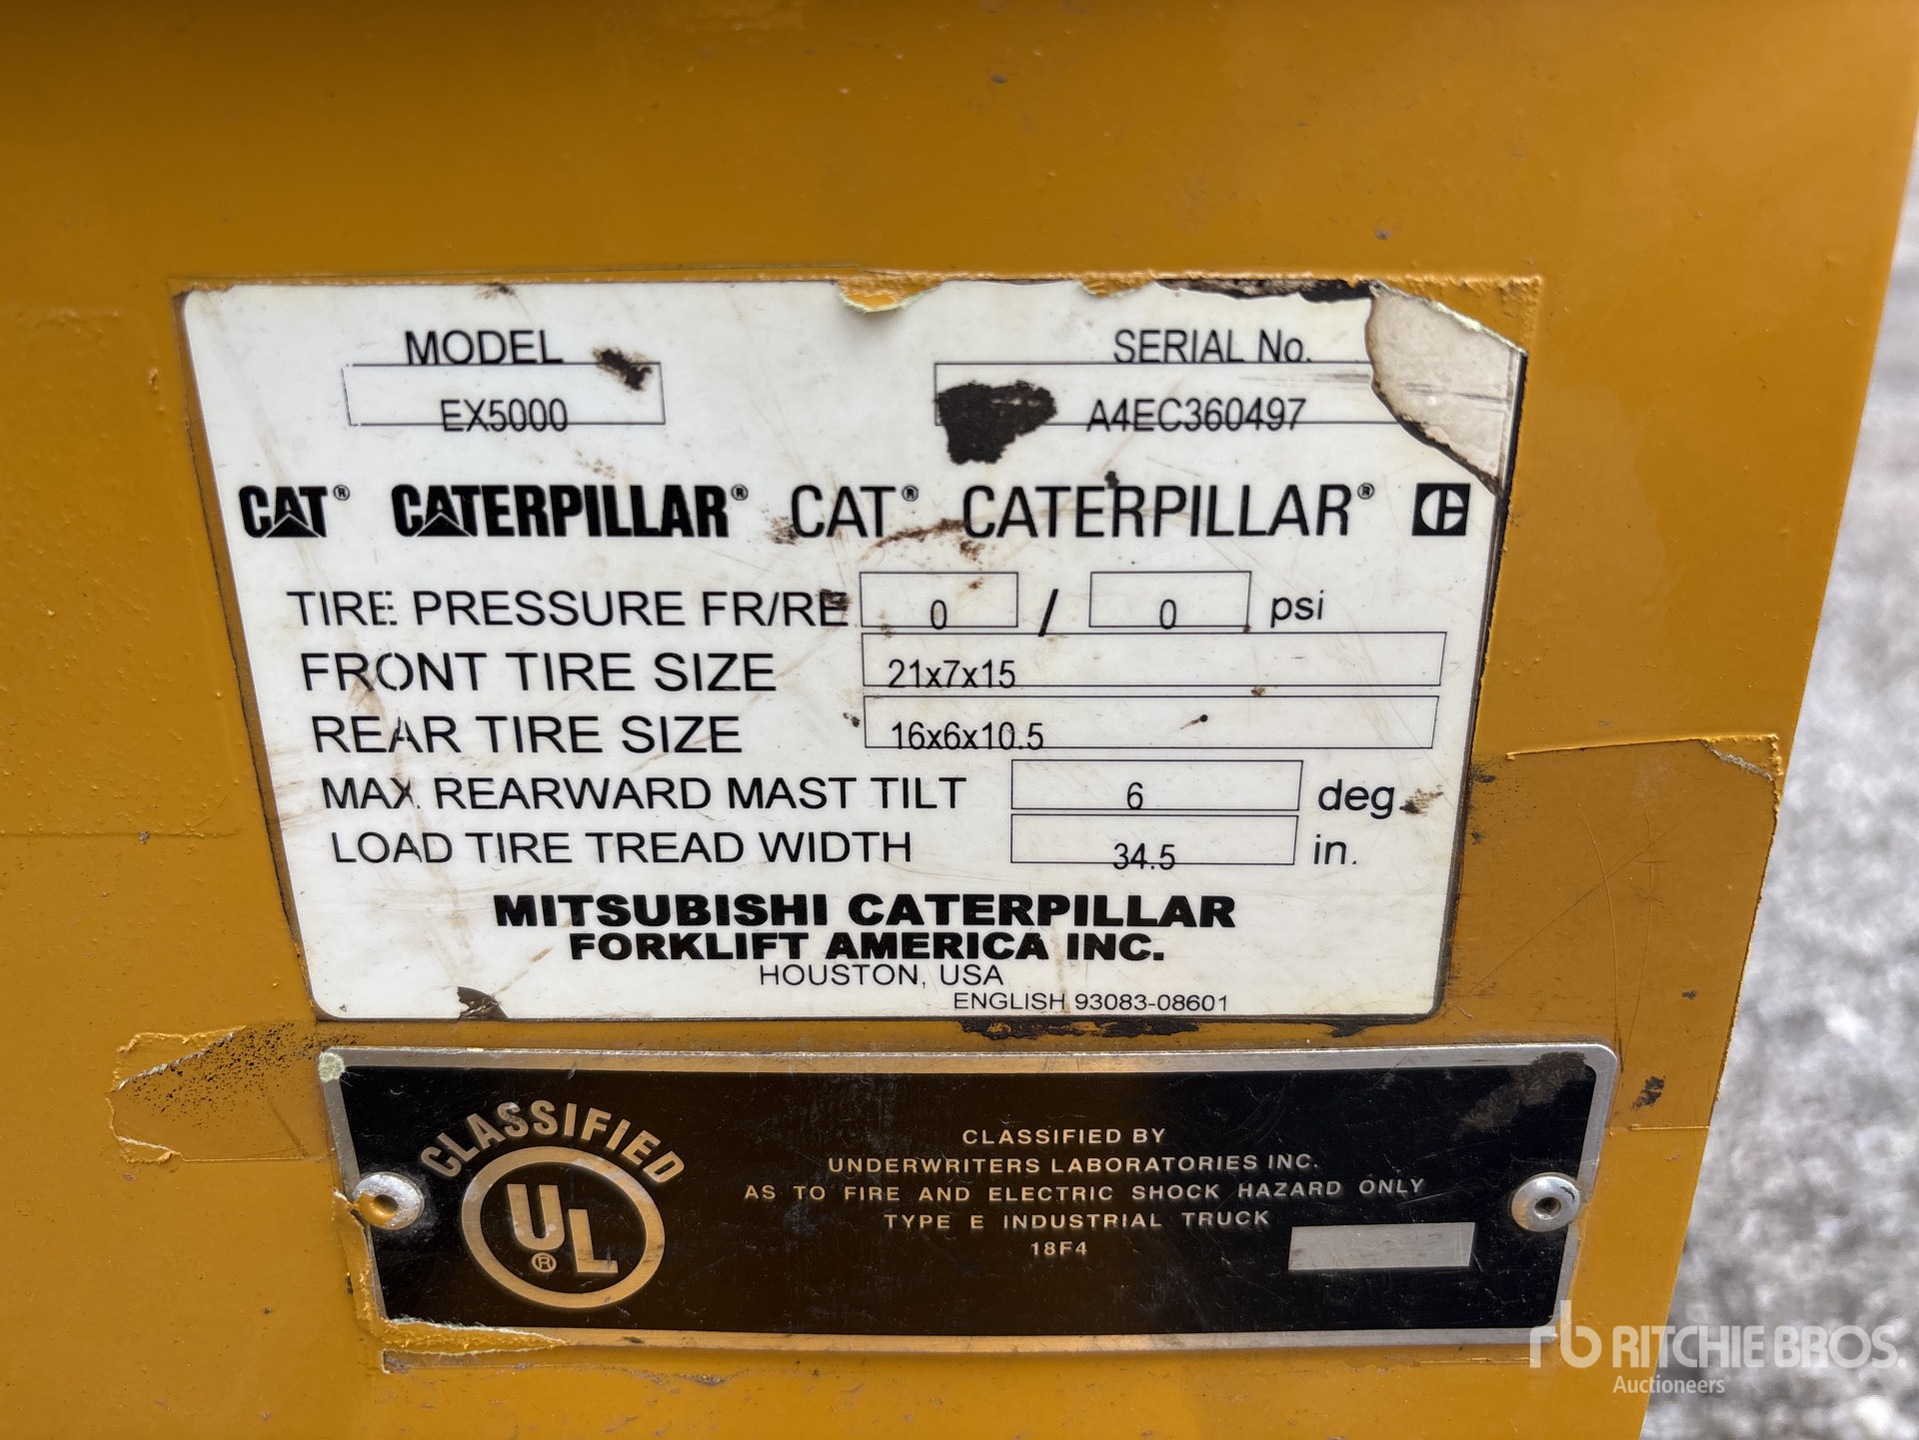 MODEL SERIAL No.
EX5000 A4EC360497
CAT® CATERPILLAR® CAT® CATERPILLAR®
TIRE PRESSURE FR/RE 0 / 0 psi
FRONT TIRE SIZE 21x7x15
REAR TIRE SIZE 16x6x10.5
MAX. REARWARD MAST TILT 6 deg.
LOAD TIRE TREAD WIDTH 34.5 in.
MITSUBISHI CATERPILLAR
FORKLIFT AMERICA INC.
HOUSTON, USA
ENGLISH 93083-08601
CLASSIFIED
UL®
CLASSIFIED BY
UNDERWRITERS LABORATORIES INC.
AS TO FIRE AND ELECTRIC SHOCK HAZARD ONLY
TYPE E INDUSTRIAL TRUCK
18F4
rb RITCHIE BROS.
Auctioneers